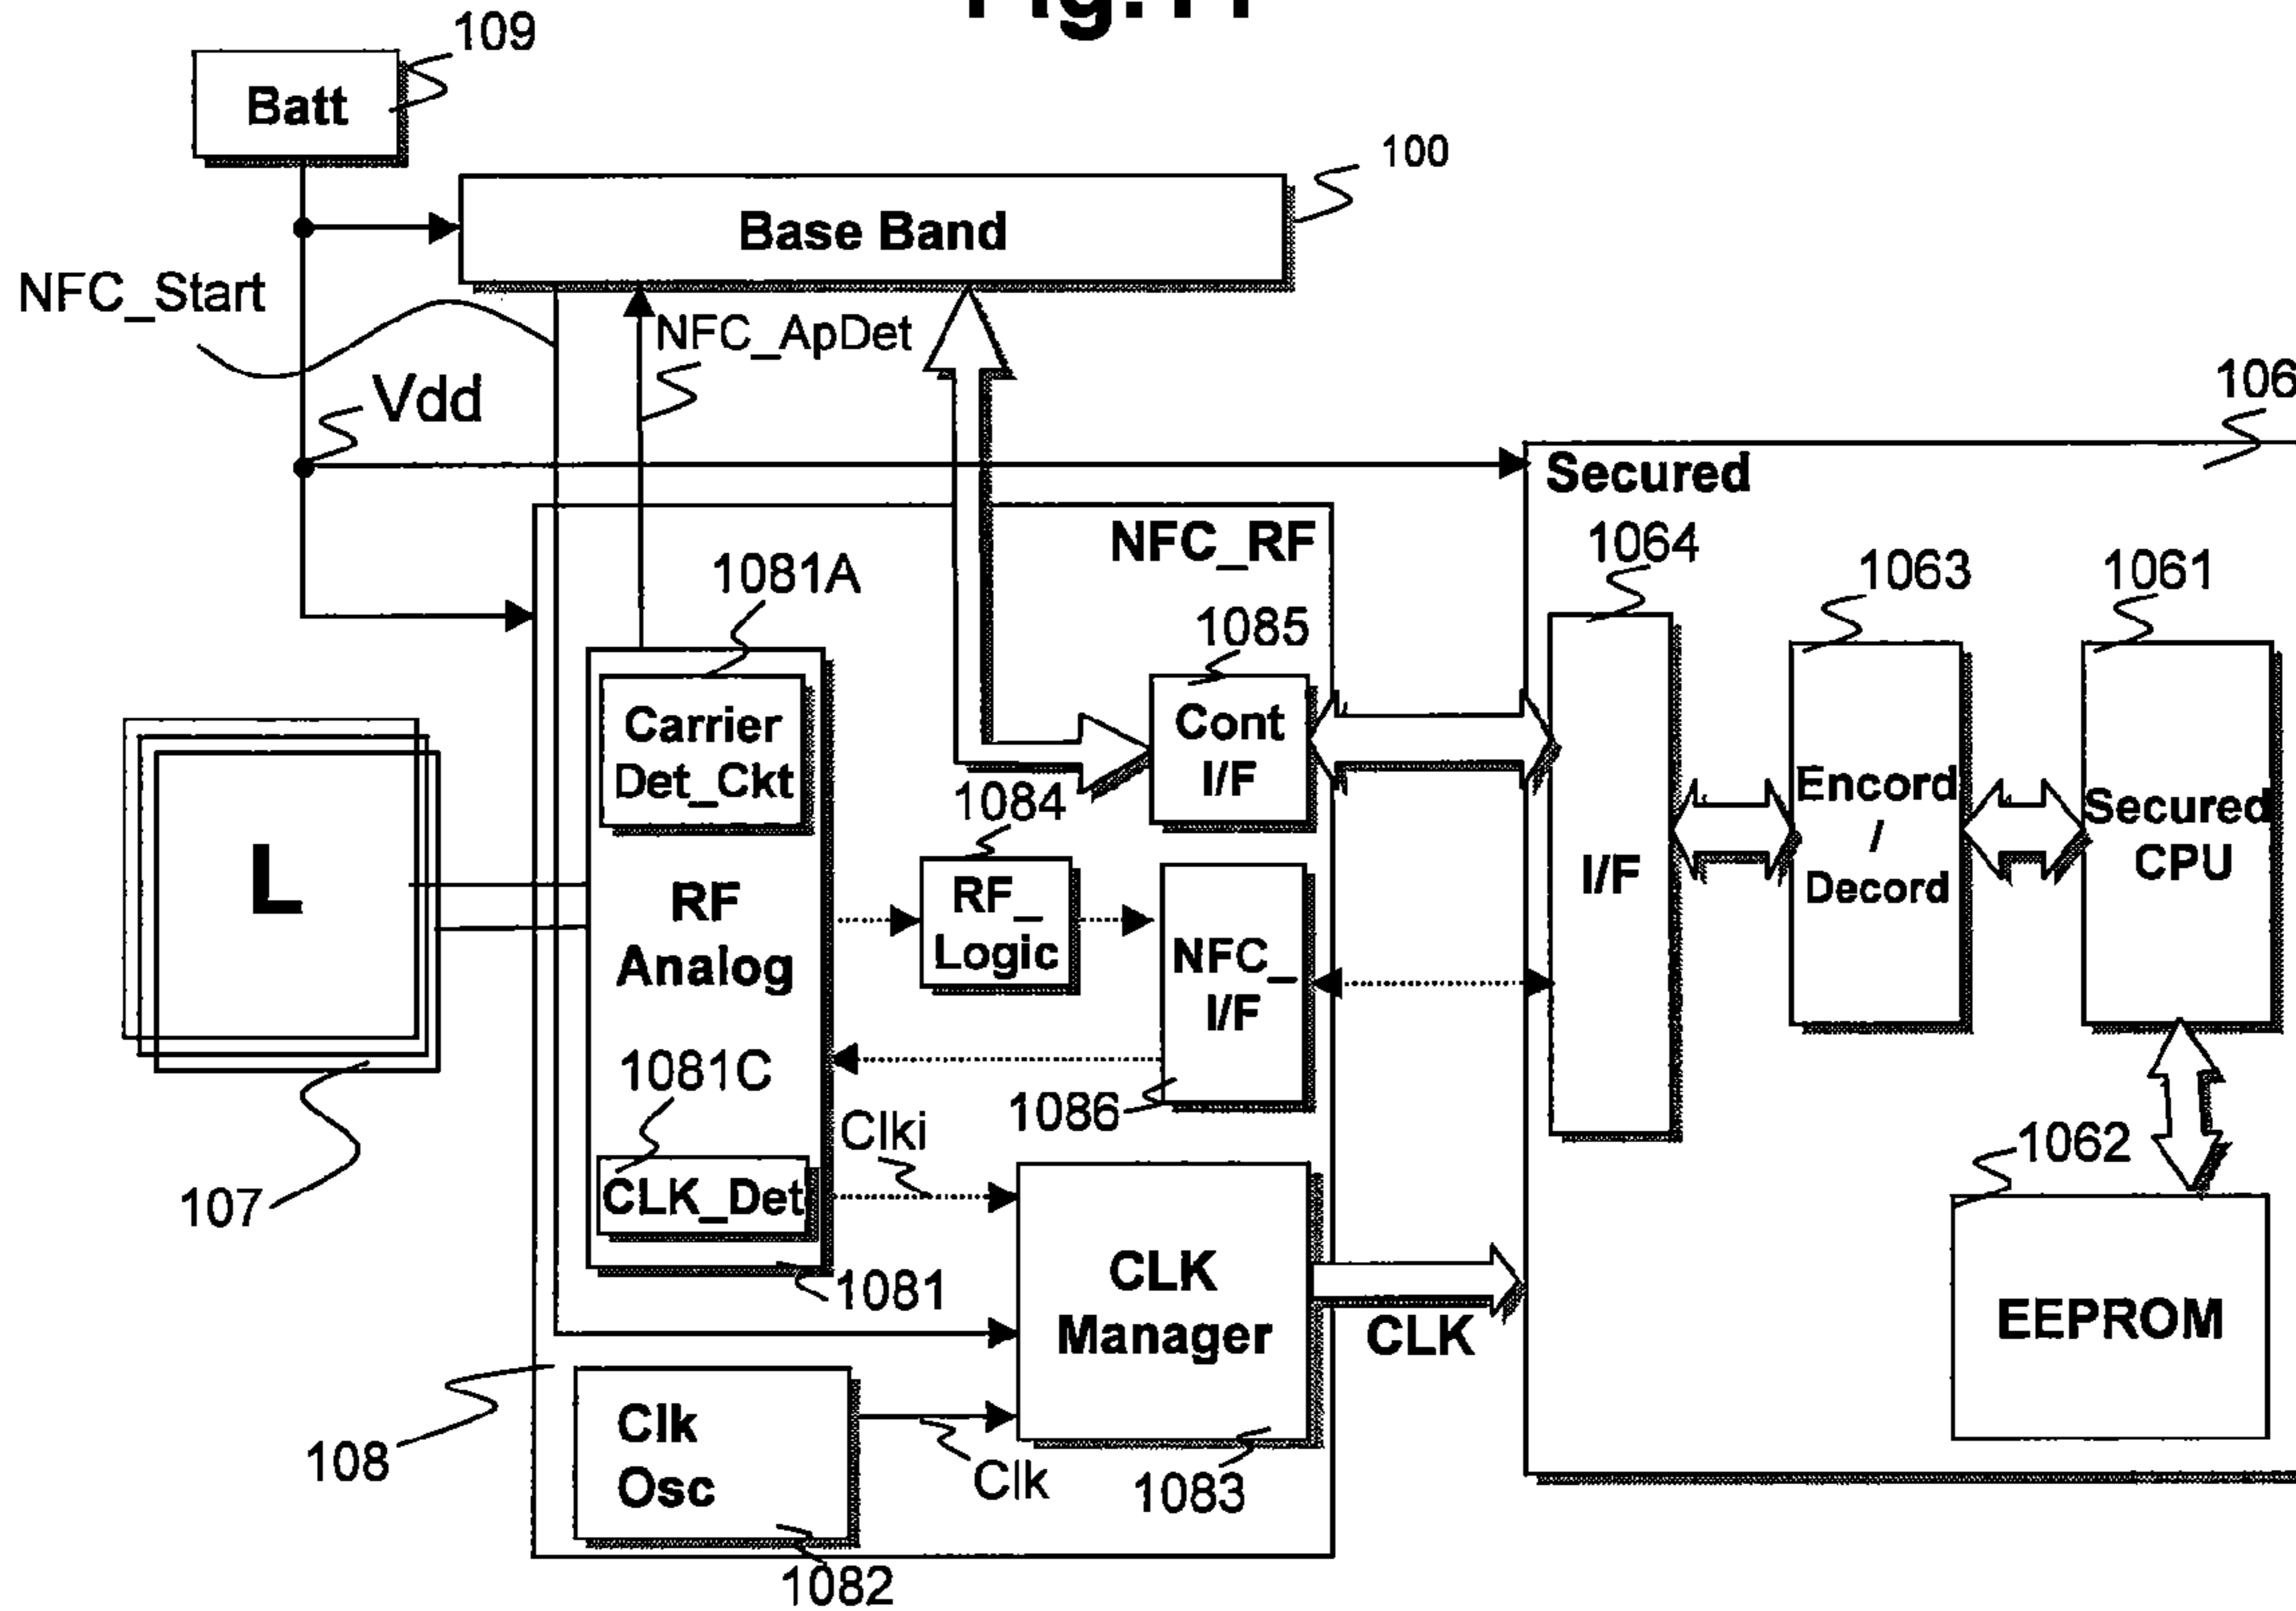 Fig.11
109
Batt
100
Base Band
NFC_Start
NFC_ApDet
Vdd
106
Secured
NFC_RF
1064
1063
1061
1081A
1085
Carrier
Det_Ckt
Cont
I/F
1084
L
RF
Analog
RF_
Logic
NFC_
I/F
I/F
Encord
/
Decord
Secured
CPU
1081C
1086
Clki
1062
107
CLK_Det
1081
CLK
Manager
CLK
EEPROM
108
Clk
Osc
Clk
1083
1082